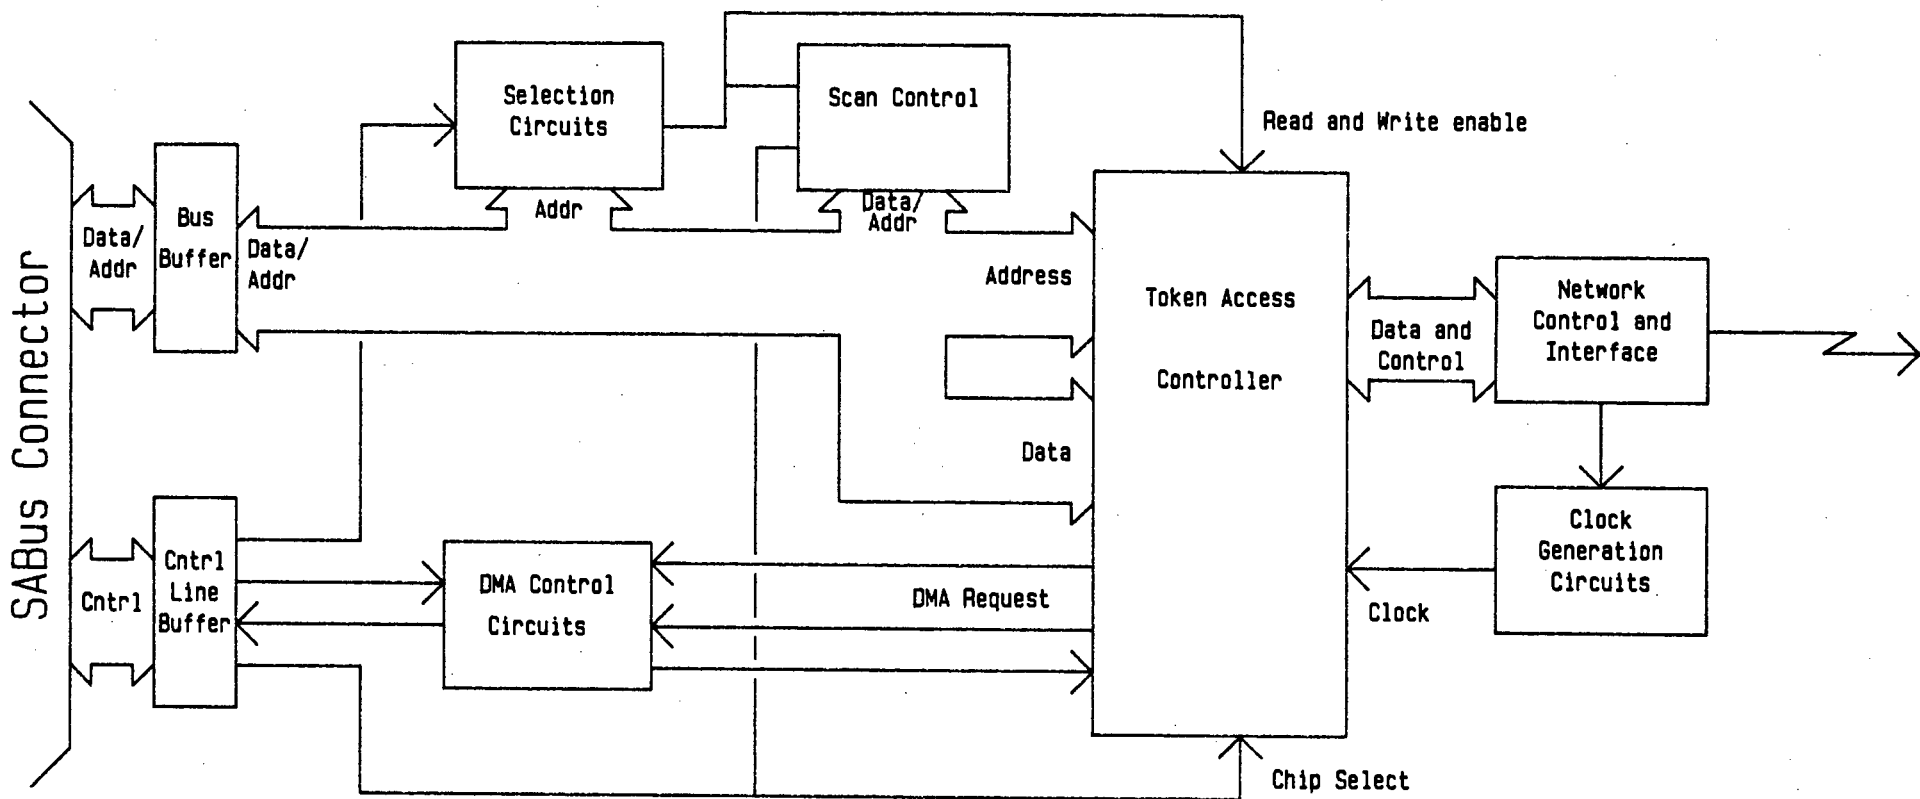 SABus Connector
Data/
Addr
Bus
Buffer
Data/
Addr
Selection
Circuits
Addr
Scan Control
Data/
Addr
Read and Write enable
Address
Token Access
Controller
Data
Data and
Control
Network
Control and
Interface
Clock
Generation
Circuits
Clock
Cntrl
Cntrl
Line
Buffer
DMA Control
Circuits
DMA Request
Chip Select